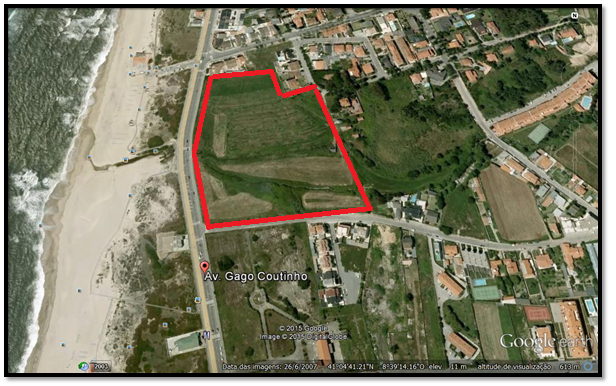 N
Av. Gago Coutinho
© 2015 Google
Image © 2015 DigitalGlobe
Google earth
2003
Data das imagens: 26/6/2007 41°04'41.21"N 8°39'14.16"O elev 11 m altitude de visualização 613 m